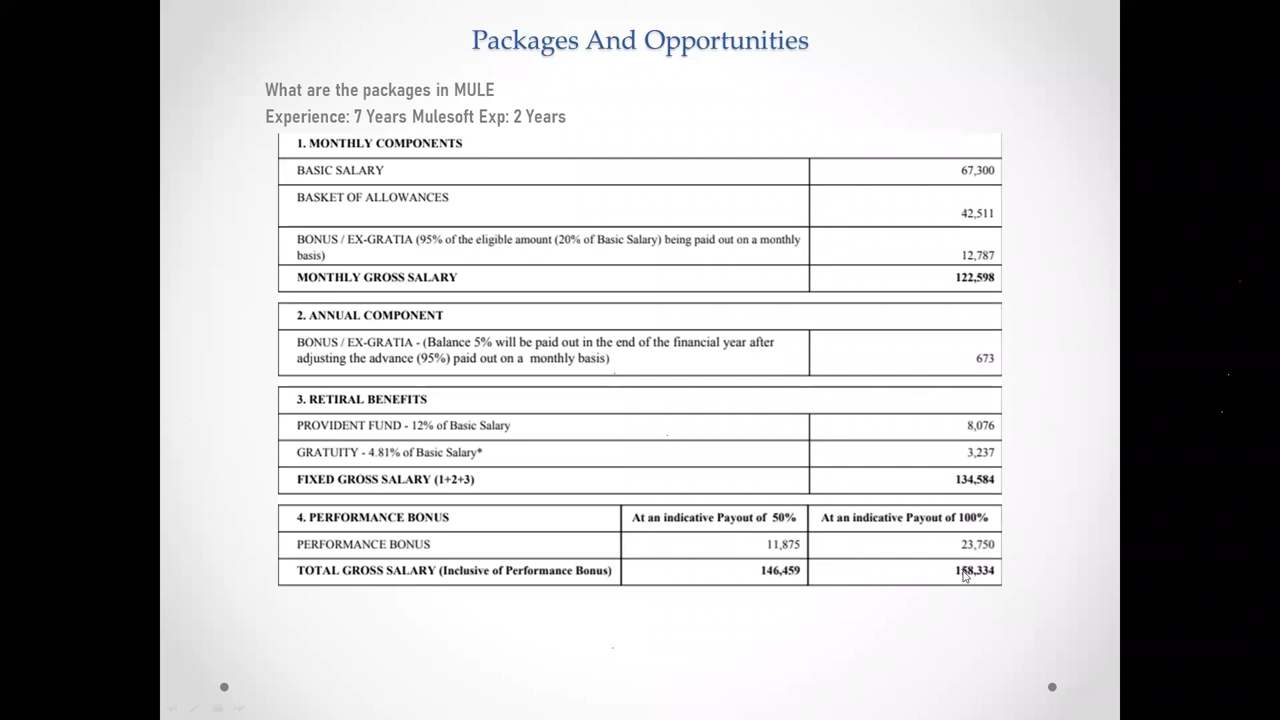 Packages And Opportunities
What are the packages in MULE
Experience: 7 Years Mulesoft Exp: 2 Years
1. MONTHLY COMPONENTS
BASIC SALARY 67,300
BASKET OF ALLOWANCES
42,511
BONUS / EX-GRATIA (95% of the eligible amount (20% of Basic Salary) being paid out on a monthly
basis) 12,787
MONTHLY GROSS SALARY 122,598
2. ANNUAL COMPONENT
BONUS / EX-GRATIA - (Balance 5% will be paid out in the end of the financial year after
adjusting the advance (95%) paid out on a monthly basis) 673
3. RETIRAL BENEFITS
PROVIDENT FUND - 12% of Basic Salary 8,076
GRATUITY - 4.81% of Basic Salary* 3,237
FIXED GROSS SALARY (1+2+3) 134,584
4. PERFORMANCE BONUS At an indicative Payout of 50% At an indicative Payout of 100%
PERFORMANCE BONUS 11,875 23,750
TOTAL GROSS SALARY (Inclusive of Performance Bonus) 146,459 158,334